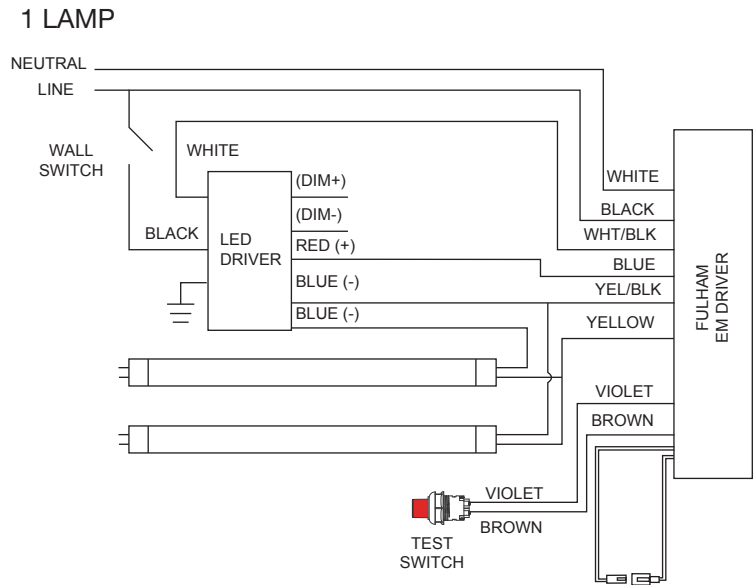 1 LAMP
NEUTRAL
LINE
WALL
SWITCH
WHITE
BLACK
LED
DRIVER
(DIM+)
(DIM-)
RED (+)
BLUE (-)
BLUE (-)
WHITE
BLACK
WHT/BLK
BLUE
YEL/BLK
YELLOW
VIOLET
BROWN
FULHAM
EM DRIVER
VIOLET
BROWN
TEST
SWITCH